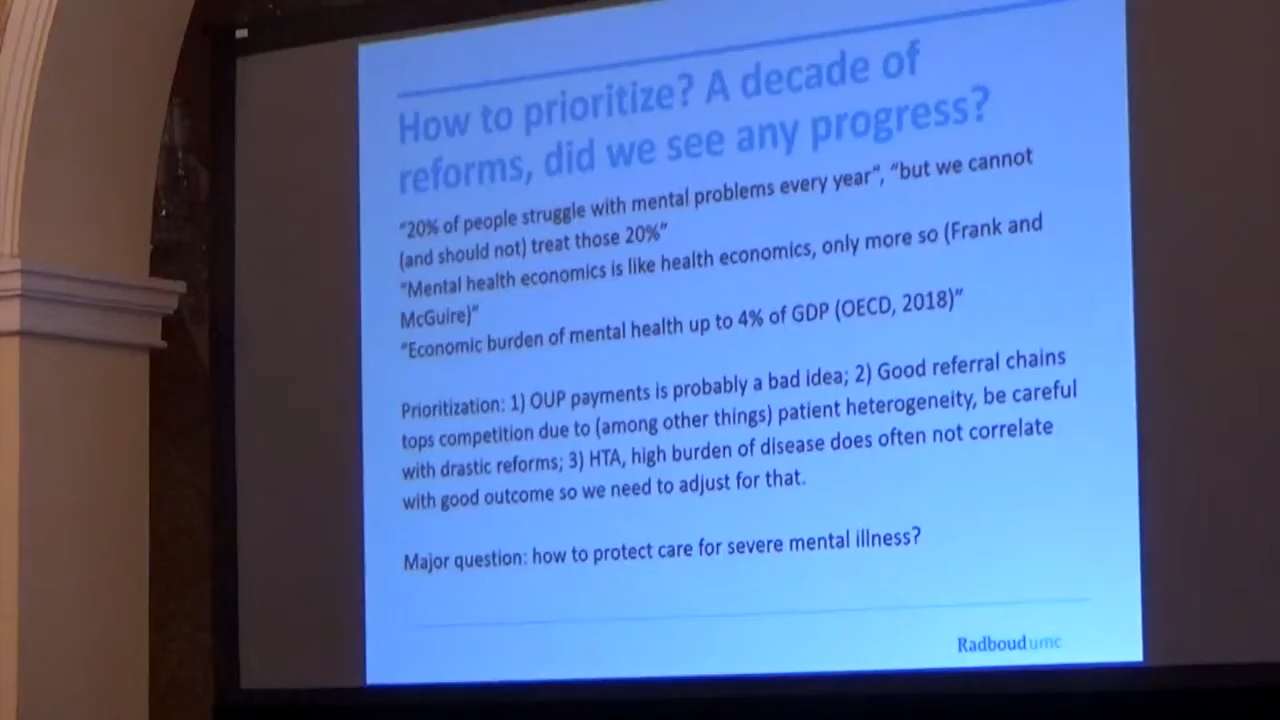 How to prioritize? A decade of
reforms, did we see any progress?
“20% of people struggle with mental problems every year”, “but we cannot
(and should not) treat those 20%”
“Mental health economics is like health economics, only more so (Frank and
McGuire)”
“Economic burden of mental health up to 4% of GDP (OECD, 2018)”
Prioritization: 1) OUP payments is probably a bad idea; 2) Good referral chains
tops competition due to (among other things) patient heterogeneity, be careful
with drastic reforms; 3) HTA, high burden of disease does often not correlate
with good outcome so we need to adjust for that.
Major question: how to protect care for severe mental illness?
Radboudumc